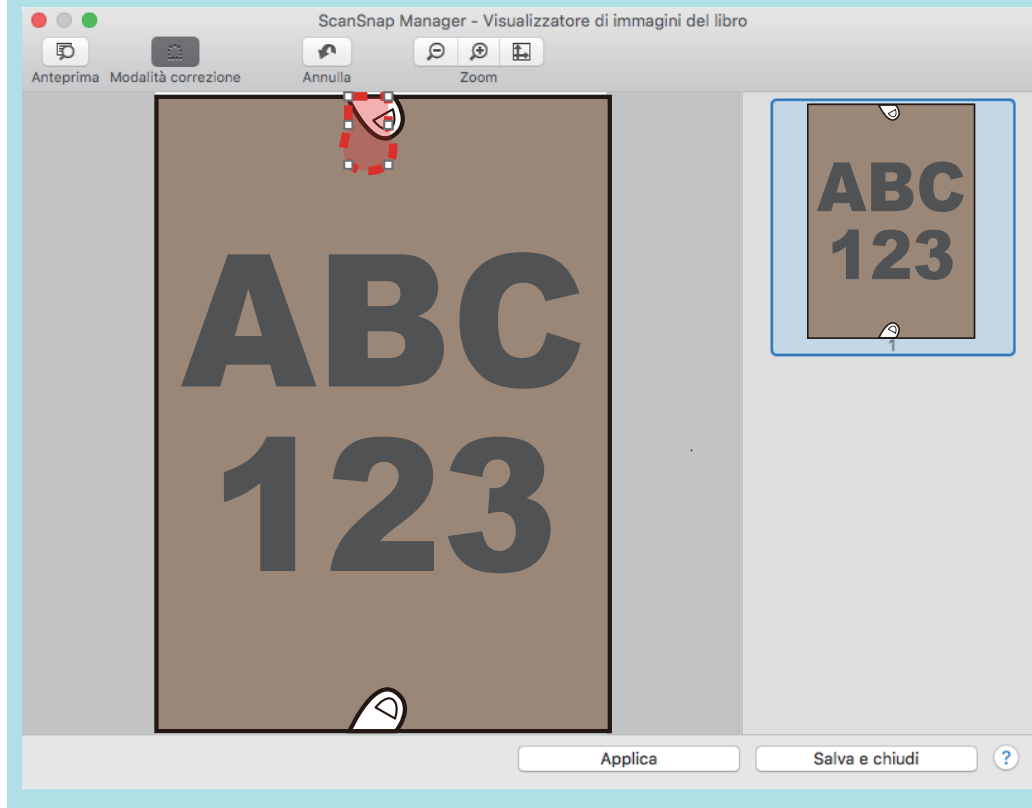 ScanSnap Manager - Visualizzatore di immagini del libro
Anteprima Modalità correzione Annulla Zoom
ABC
123
ABC
123
1
Applica Salva e chiudi ?